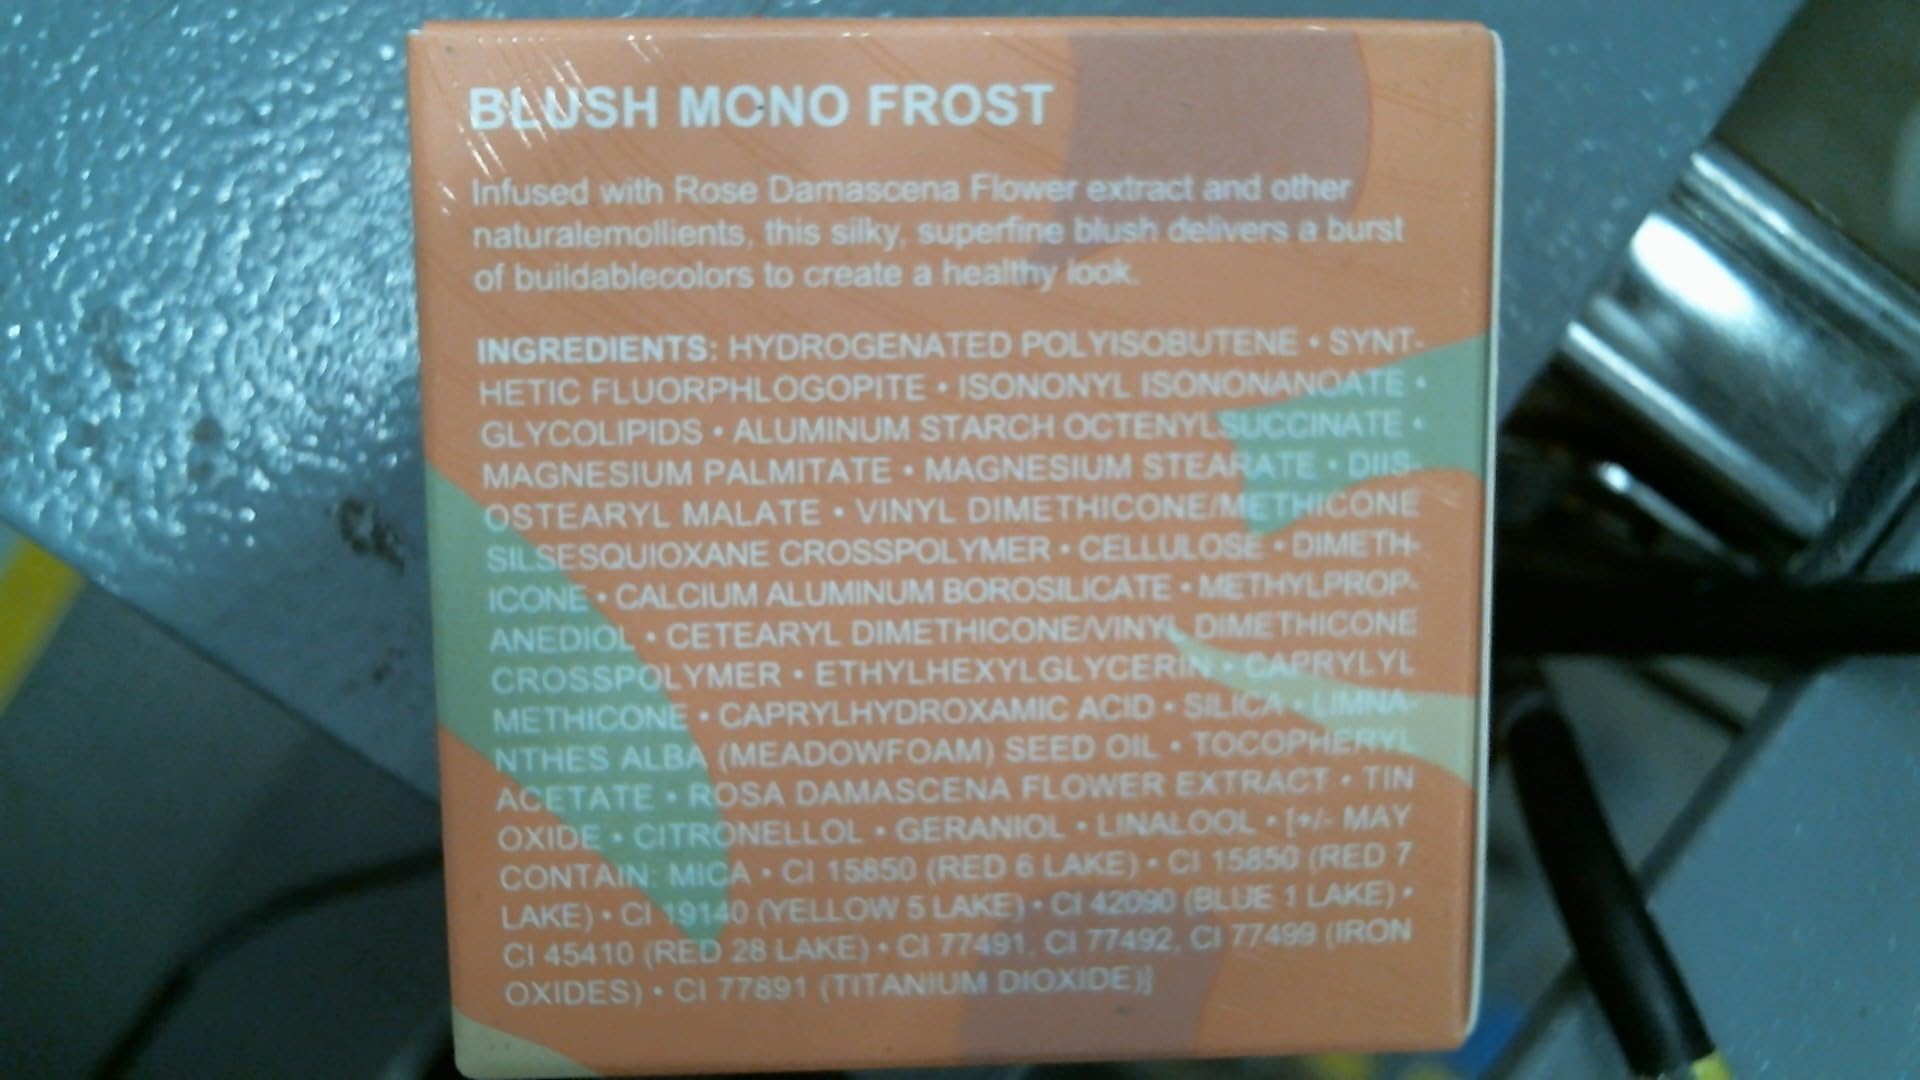 BLUSH MONO FROST
Infused with Rose Damascena Flower extract and other
naturalemollients, this silky, superfine blush delivers a burst
of buildablecolors to create a healthy look.
INGREDIENTS: HYDROGENATED POLYISOBUTENE • SYNT-
HETIC FLUORPHLOGOPITE • ISONONYL ISONONANOATE •
GLYCOLIPIDS • ALUMINUM STARCH OCTENYLSUCCINATE •
MAGNESIUM PALMITATE • MAGNESIUM STEARATE • DIIS-
OSTEARYL MALATE • VINYL DIMETHICONE/METHICONE
SILSESQUIOXANE CROSSPOLYMER • CELLULOSE • DIMETH-
ICONE • CALCIUM ALUMINUM BOROSILICATE • METHYLPROP-
ANEDIOL • CETEARYL DIMETHICONE/VINYL DIMETHICONE
CROSSPOLYMER • ETHYLHEXYLGLYCERIN • CAPRYLYL
METHICONE • CAPRYLHYDROXAMIC ACID • SILICA • LIMNA-
NTHES ALBA (MEADOWFOAM) SEED OIL • TOCOPHERYL
ACETATE • ROSA DAMASCENA FLOWER EXTRACT • TIN
OXIDE • CITRONELLOL • GERANIOL • LINALOOL • [+/- MAY
CONTAIN: MICA • CI 15850 (RED 6 LAKE) • CI 15850 (RED 7
LAKE) • CI 19140 (YELLOW 5 LAKE) • CI 42090 (BLUE 1 LAKE) •
CI 45410 (RED 28 LAKE) • CI 77491, CI 77492, CI 77499 (IRON
OXIDES) • CI 77891 (TITANIUM DIOXIDE)]